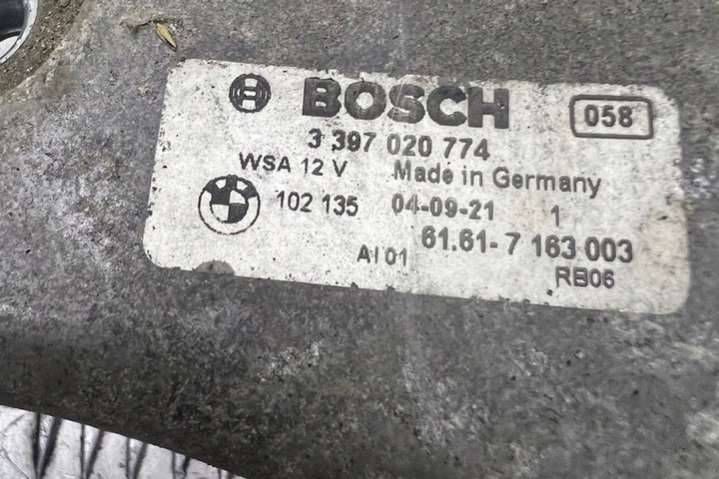 BOSCH 058
3 397 020 774
WSA 12 V Made in Germany
102 135 04-09-21 1
61.61-7 163 003
AI01 RB06